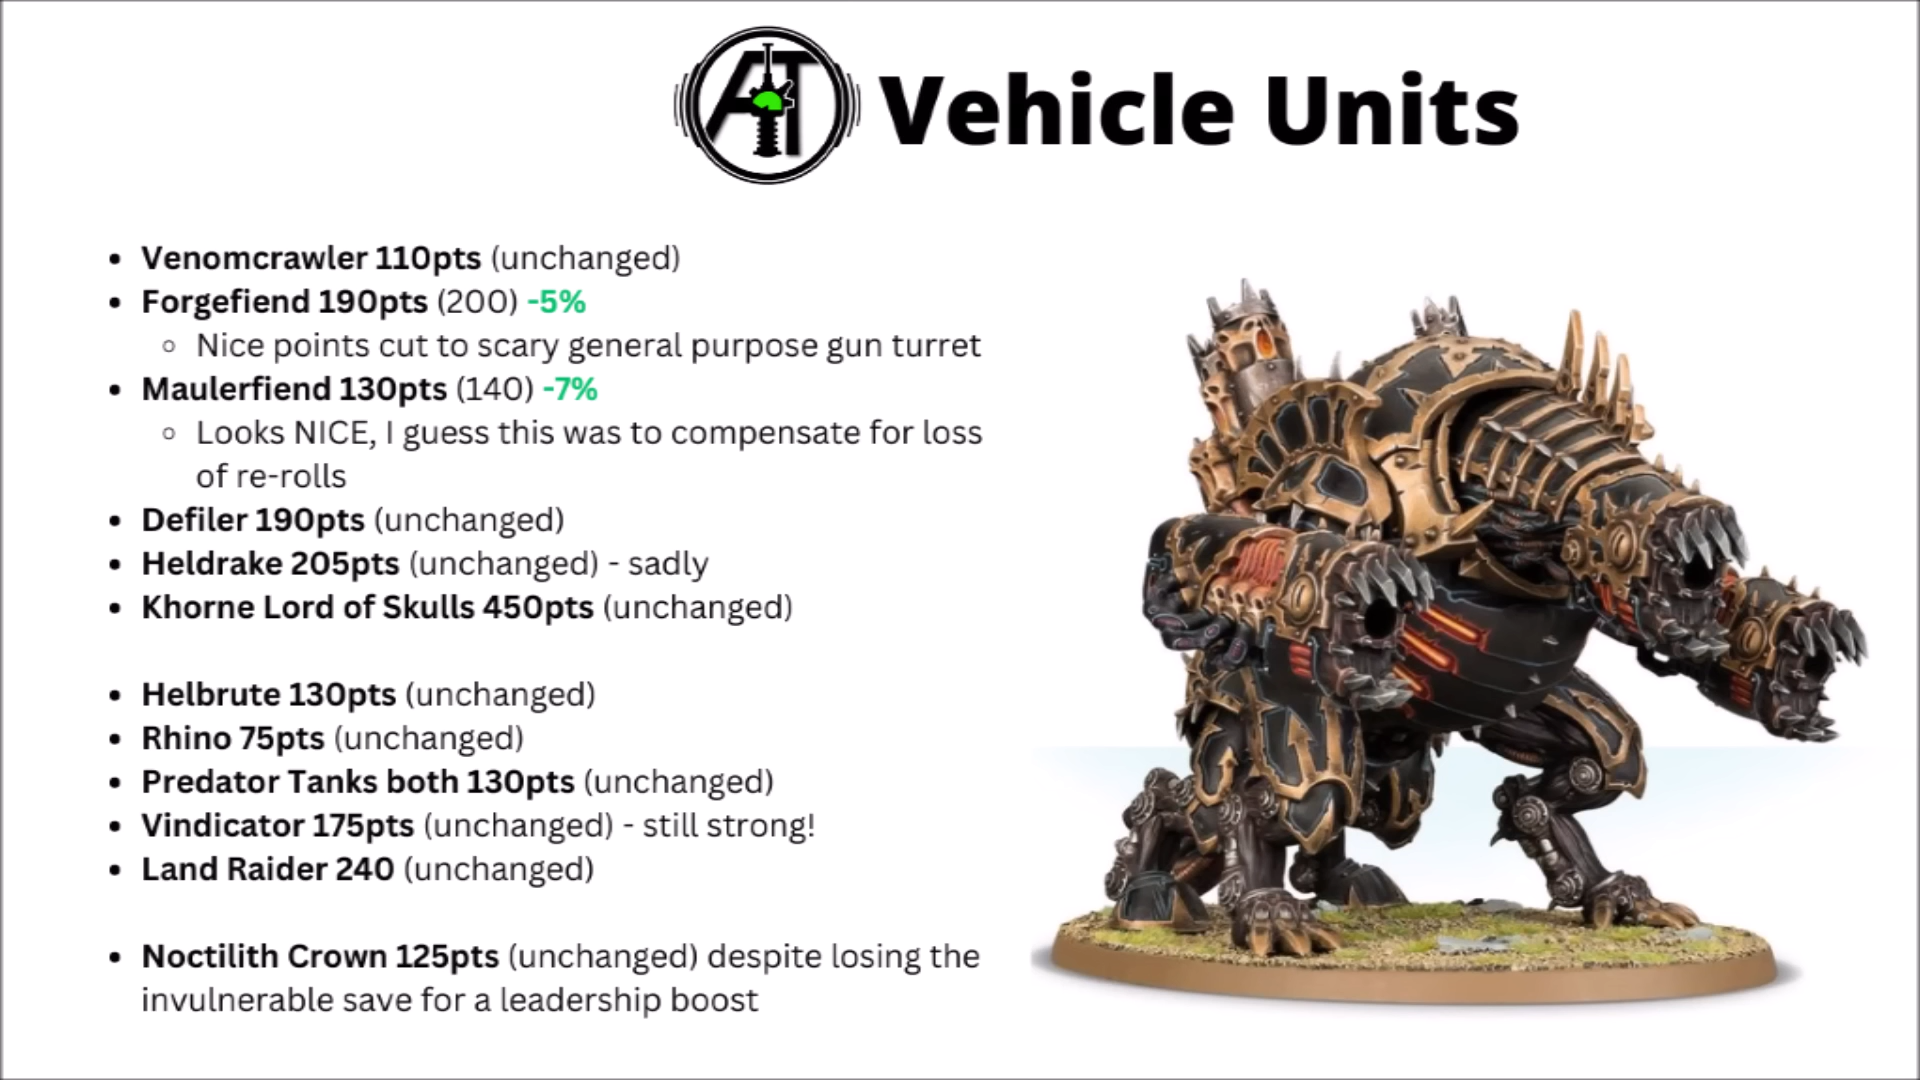 AT Vehicle Units
• Venomcrawler 110pts (unchanged)
• Forgefiend 190pts (200) -5%
◦ Nice points cut to scary general purpose gun turret
• Maulerfiend 130pts (140) -7%
◦ Looks NICE, I guess this was to compensate for loss
of re-rolls
• Defiler 190pts (unchanged)
• Heldrake 205pts (unchanged) - sadly
• Khorne Lord of Skulls 450pts (unchanged)
• Helbrute 130pts (unchanged)
• Rhino 75pts (unchanged)
• Predator Tanks both 130pts (unchanged)
• Vindicator 175pts (unchanged) - still strong!
• Land Raider 240 (unchanged)
• Noctilith Crown 125pts (unchanged) despite losing the
invulnerable save for a leadership boost